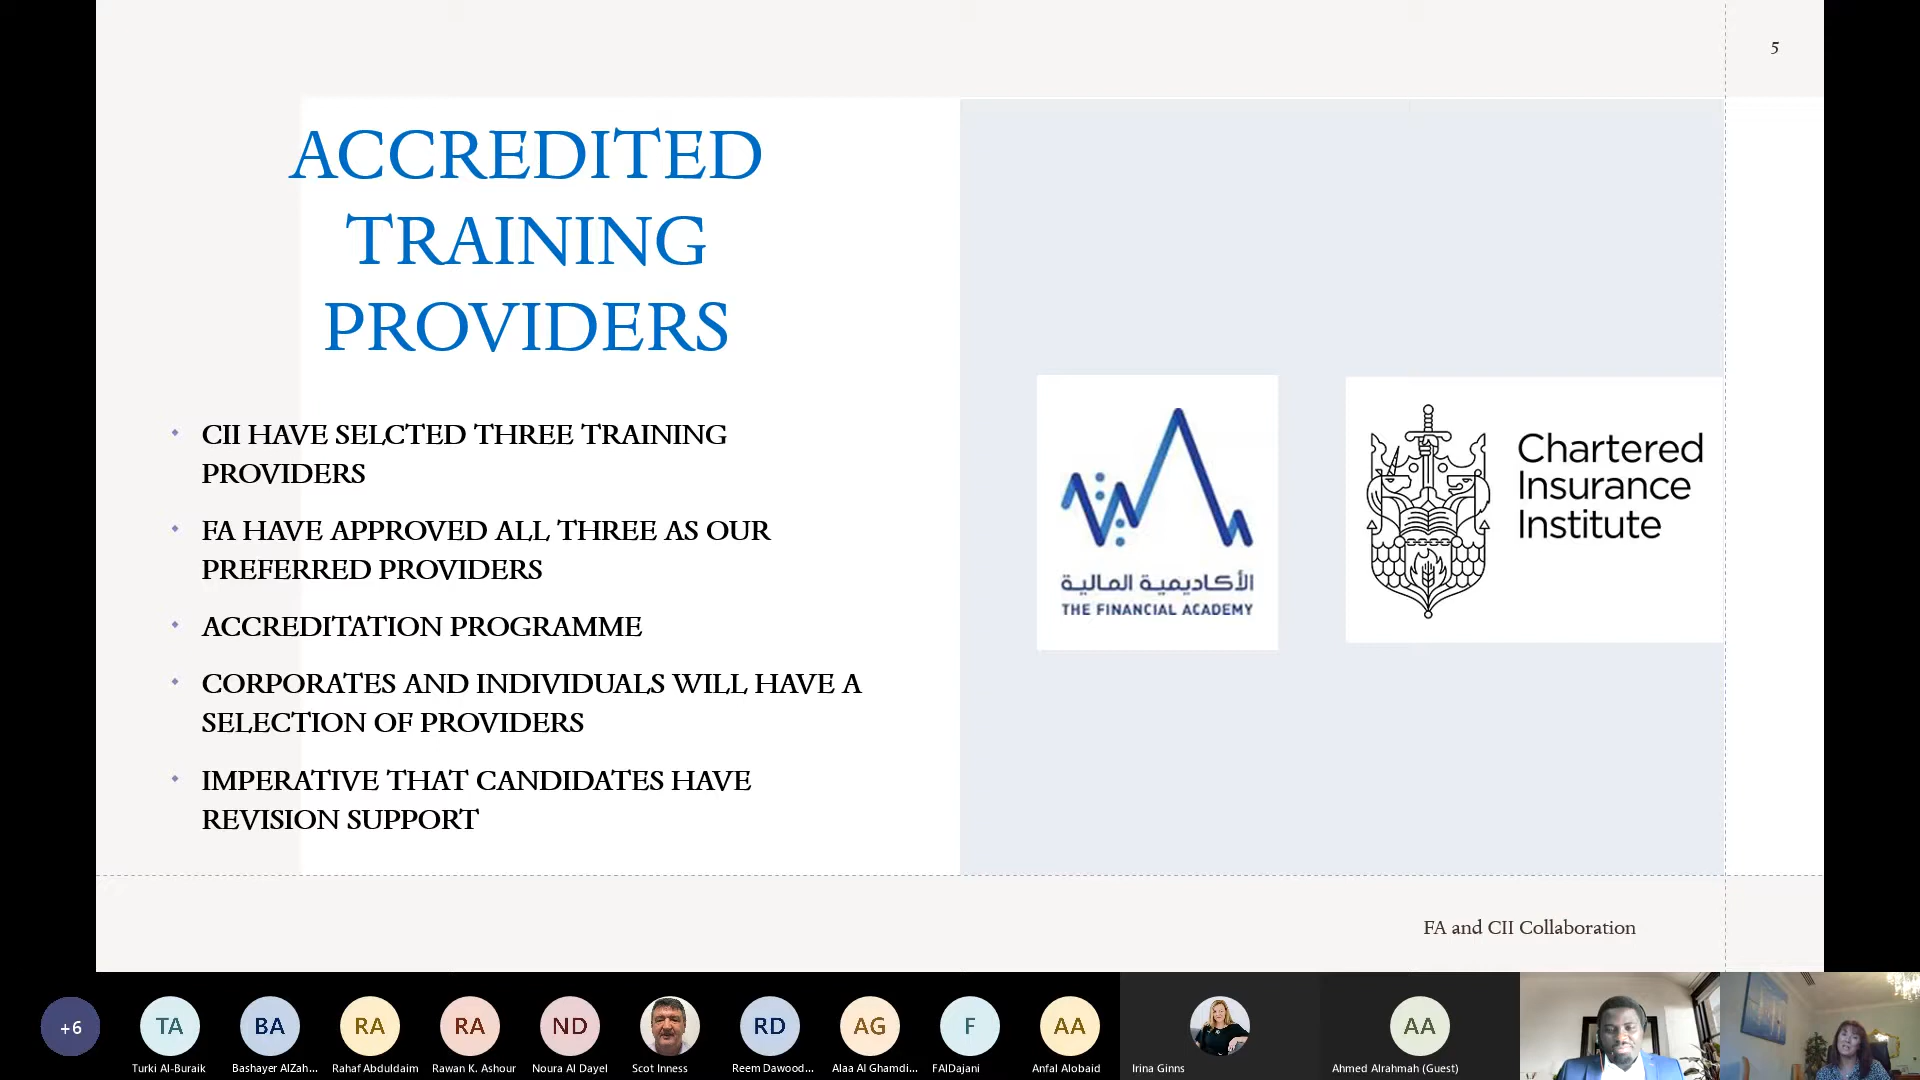 5
ACCREDITED
TRAINING
PROVIDERS
CII HAVE SELCTED THREE TRAINING
PROVIDERS
FA HAVE APPROVED ALL THREE AS OUR
PREFERRED PROVIDERS
ACCREDITATION PROGRAMME
CORPORATES AND INDIVIDUALS WILL HAVE A
SELECTION OF PROVIDERS
IMPERATIVE THAT CANDIDATES HAVE
REVISION SUPPORT
الأكاديمية المالية
THE FINANCIAL ACADEMY
Chartered
Insurance
Institute
FA and CII Collaboration
+6
TA
BA
RA
RA
ND
RD
AG
F
AA
AA
Turki Al-Buraik
Bashayer AlZah...
Rahaf Abduldaim
Rawan K. Ashour
Noura Al Dayel
Scot Inness
Reem Dawood...
Alaa Al Ghamdi...
FAlDajani
Anfal Alobaid
Irina Ginns
Ahmed Alrahmah (Guest)